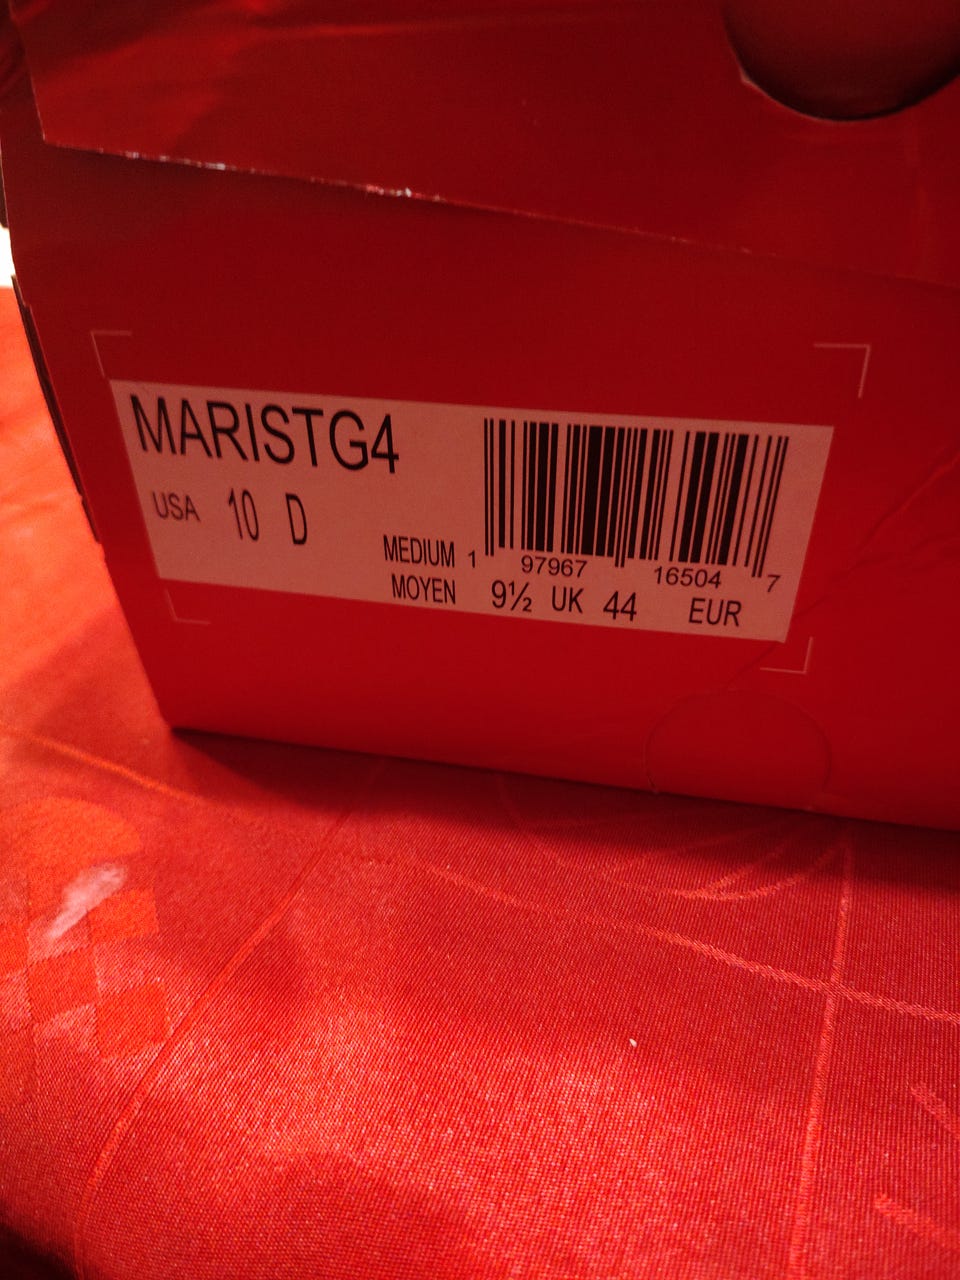 MARISTG4
USA 10 D
MEDIUM 1 97967 16504 7
MOYEN 9½ UK 44 EUR